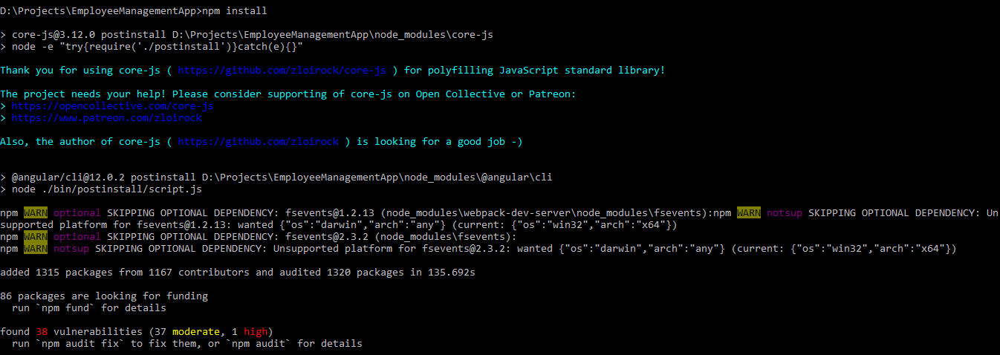 D:\Projects\EmployeeManagementApp>npm install
> core-js@3.12.0 postinstall D:\Projects\EmployeeManagementApp\node_modules\core-js
> node -e "try{require('./postinstall')}catch(e){}"
Thank you for using core-js ( https://github.com/zloirock/core-js ) for polyfilling JavaScript standard library!
The project needs your help! Please consider supporting of core-js on Open Collective or Patreon:
> https://opencollective.com/core-js
> https://www.patreon.com/zloirock
Also, the author of core-js ( https://github.com/zloirock ) is looking for a good job -)
> @angular/cli@12.0.2 postinstall D:\Projects\EmployeeManagementApp\node_modules\@angular\cli
> node ./bin/postinstall/script.js
npm WARN optional SKIPPING OPTIONAL DEPENDENCY: fsevents@1.2.13 (node_modules\webpack-dev-server\node_modules\fsevents):npm WARN notsup SKIPPING OPTIONAL DEPENDENCY: Un
supported platform for fsevents@1.2.13: wanted {"os":"darwin","arch":"any"} (current: {"os":"win32","arch":"x64"})
npm WARN optional SKIPPING OPTIONAL DEPENDENCY: fsevents@2.3.2 (node_modules\fsevents):
npm WARN notsup SKIPPING OPTIONAL DEPENDENCY: Unsupported platform for fsevents@2.3.2: wanted {"os":"darwin","arch":"any"} (current: {"os":"win32","arch":"x64"})
added 1315 packages from 1167 contributors and audited 1320 packages in 135.692s
86 packages are looking for funding
  run `npm fund` for details
found 38 vulnerabilities (37 moderate, 1 high)
  run `npm audit fix` to fix them, or `npm audit` for details